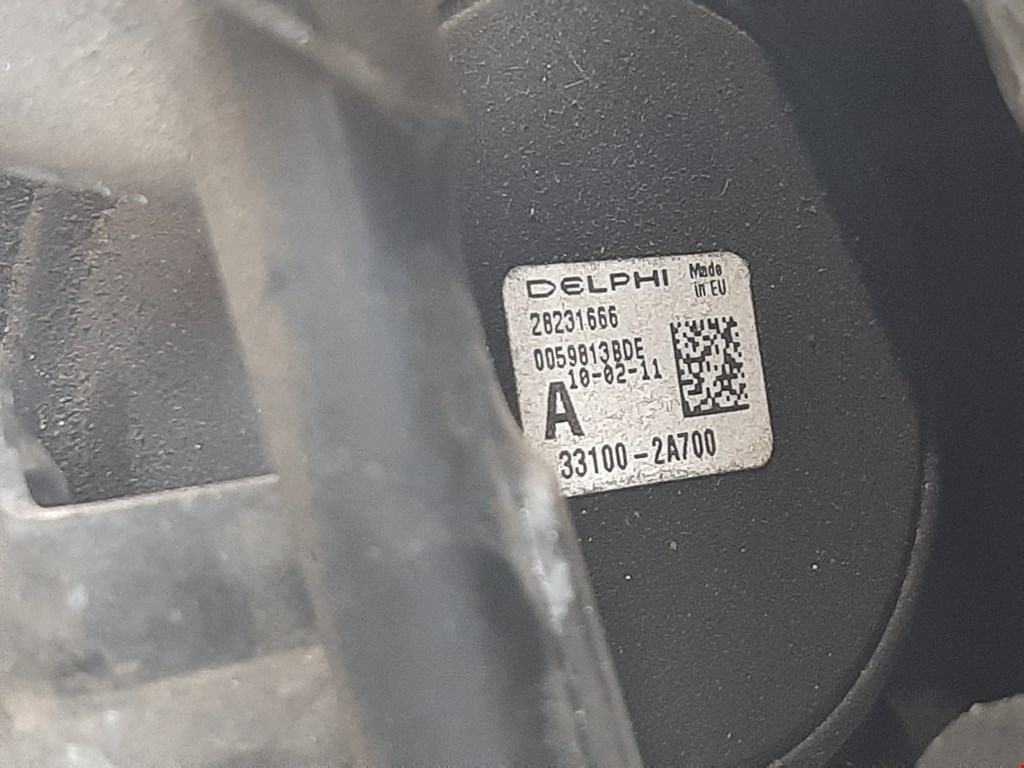 DELPHI
Made
in EU
28231666
0059813BDE
10-02-11
A
33100-2A700